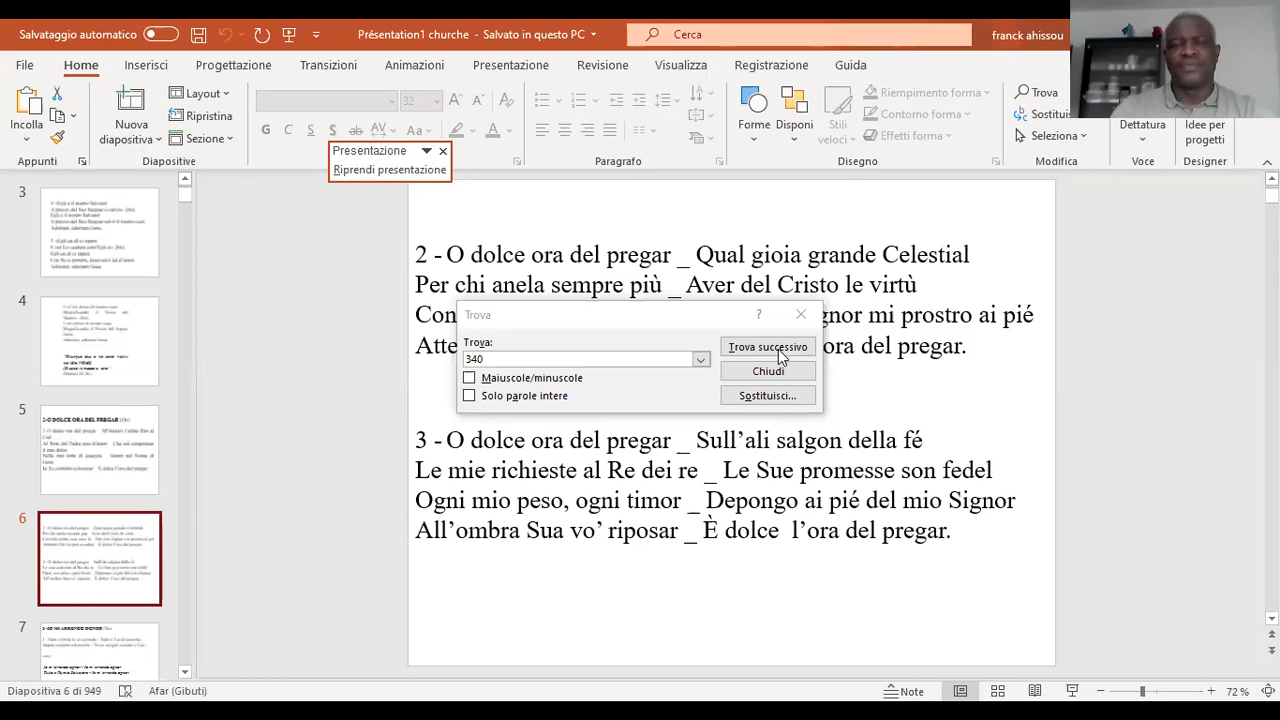 Salvataggio automatico
Présentation1 churche - Salvato in questo PC
Cerca
franck ahissou
File Home Inserisci Progettazione Transizioni Animazioni Presentazione Revisione Visualizza Registrazione Guida
Incolla
Nuova
diapositiva
Layout
Ripristina
Sezione
32
G C S S ab AV Aa A
Forme
Disponi
Stili
veloci
Riempimento forma
Contorno forma
Effetti forma
Trova
Sostituis
Seleziona
Dettatura
Idee per
progetti
Appunti
Diapositive
Paragrafo
Disegno
Modifica
Voce
Designer
Presentazione
Riprendi presentazione
3
4
5
2-O DOLCE ORA DEL PREGAR
6
7
2 - O dolce ora del pregar _ Qual gioia grande Celestial
Per chi anela sempre più _ Aver del Cristo le virtù
Con gnor mi prostro ai pié
Atte ora del pregar.
Trova
Trova:
340
Maiuscole/minuscole
Solo parole intere
Trova successivo
Chiudi
Sostituisci...
3 - O dolce ora del pregar _ Sull’ali salgon della fé
Le mie richieste al Re dei re _ Le Sue promesse son fedel
Ogni mio peso, ogni timor _ Depongo ai pié del mio Signor
All’ombra Sua vo’ riposar _ È dolce l’ora del pregar.
Diapositiva 6 di 949
Afar (Gibuti)
Note
72 %